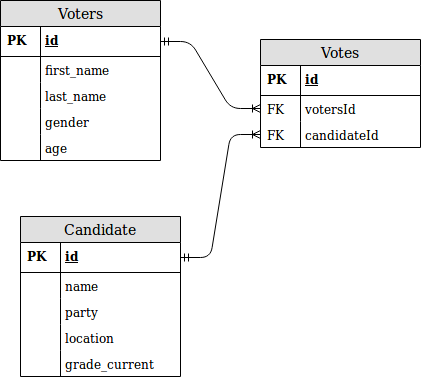 Voters
PK id
first_name
last_name
gender
age
Votes
PK id
FK votersId
FK candidateId
Candidate
PK id
name
party
location
grade_current